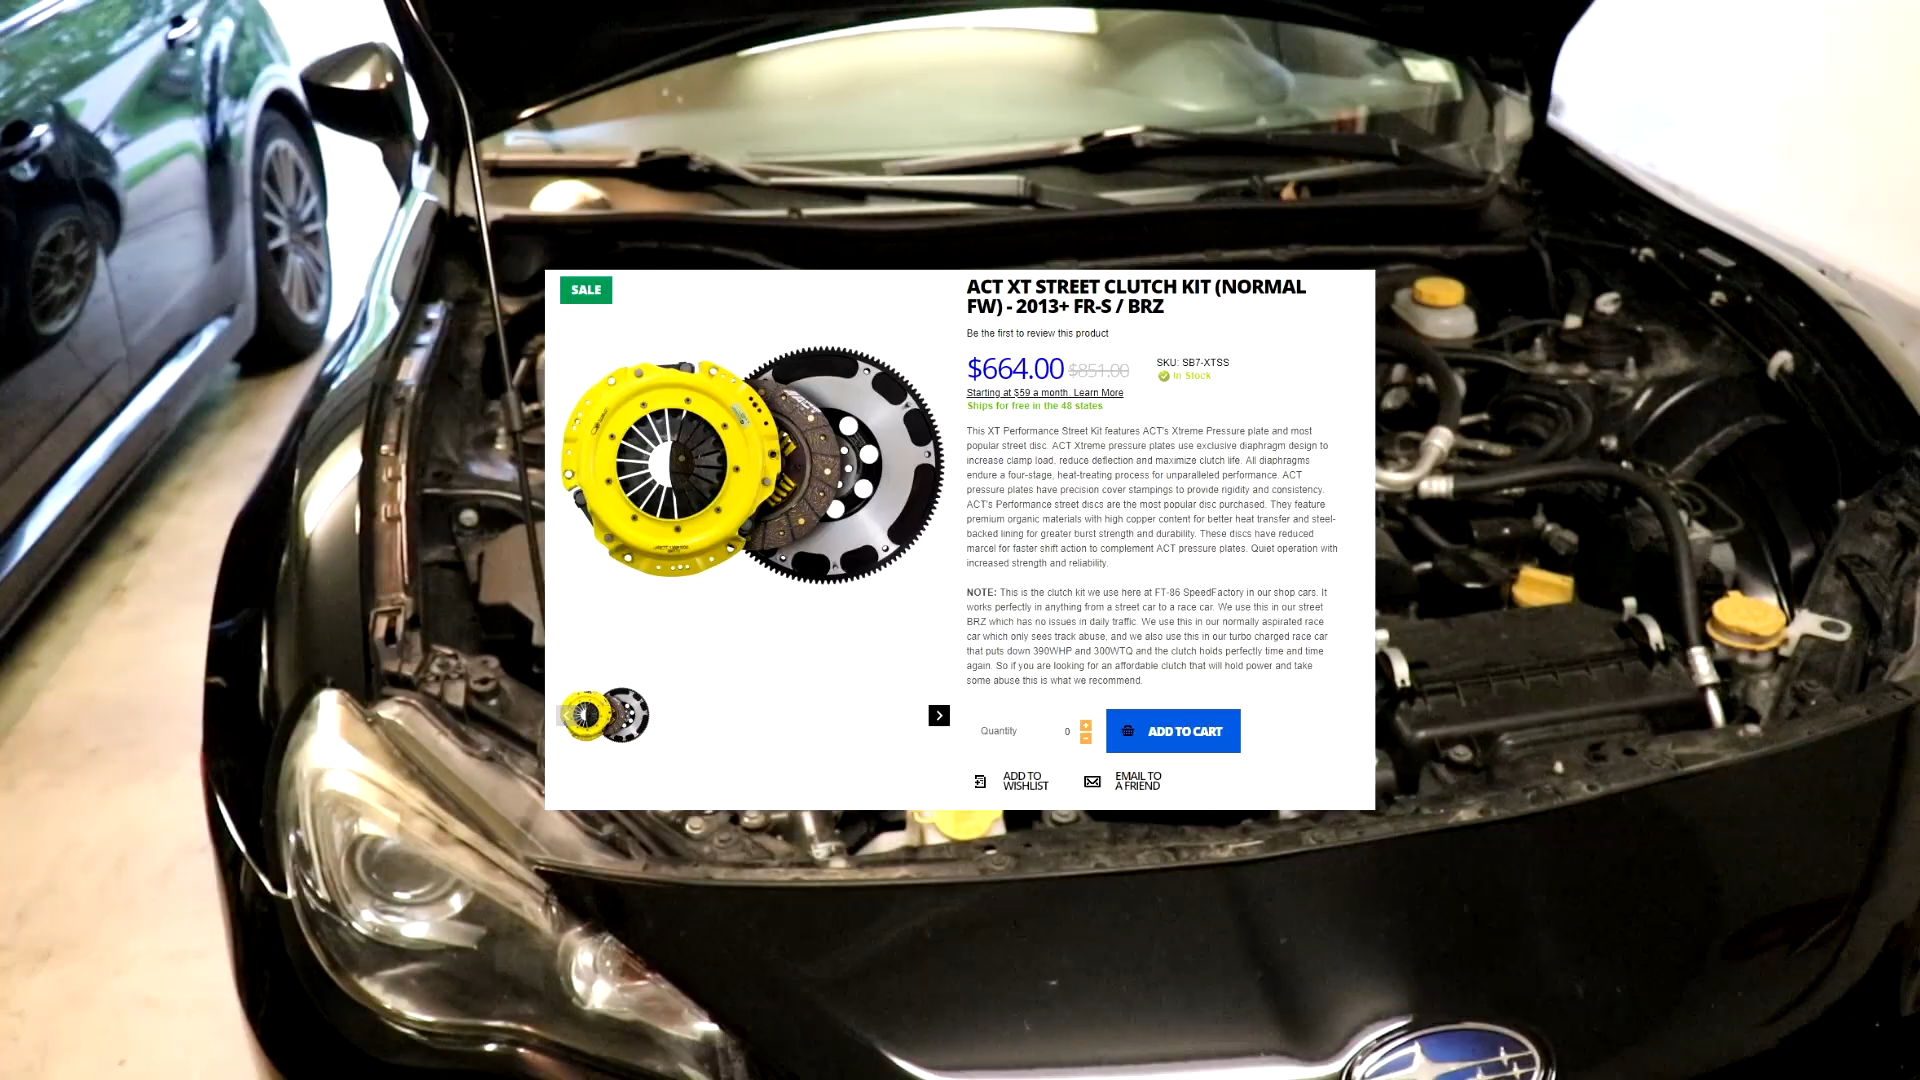 SALE
ACT XT STREET CLUTCH KIT (NORMAL
FW) - 2013+ FR-S / BRZ
Be the first to review this product
$664.00 $851.00
SKU: SB7-XTSS
In Stock
Starting at $59 a month. Learn More
Ships for free in the 48 states
This XT Performance Street Kit features ACT's Xtreme Pressure plate and most
popular street disc. ACT Xtreme pressure plates use exclusive diaphragm design to
increase clamp load, reduce deflection and maximize clutch life. All diaphragms
endure a four-stage, heat-treating process for unparalleled performance. ACT
pressure plates have precision cover stampings to provide rigidity and consistency.
ACT's Performance street discs are the most popular disc purchased. They feature
premium organic materials with high copper content for better heat transfer and steel-
backed lining for greater burst strength and durability. These discs have reduced
marcel for faster shift action to complement ACT pressure plates. Quiet operation with
increased strength and reliability.
NOTE: This is the clutch kit we use here at FT-86 SpeedFactory in our shop cars. It
works perfectly in anything from a street car to a race car. We use this in our street
BRZ which has no issues in daily traffic. We use this in our normally aspirated race
car which only sees track abuse, and we also use this in our turbo charged race car
that puts down 390WHP and 300WTQ and the clutch holds perfectly time and time
again. So if you are looking for an affordable clutch that will hold power and take
some abuse this is what we recommend.
Quantity 0
ADD TO CART
ADD TO
WISHLIST
EMAIL TO
A FRIEND